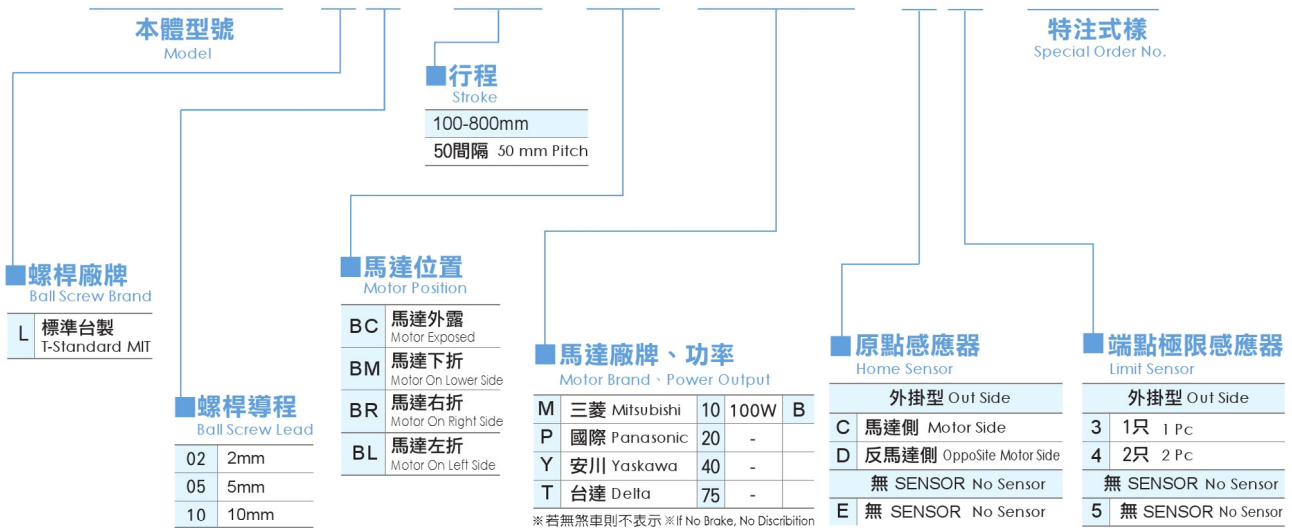 本體型號
Model
特注式樣
Special Order No.
行程
Stroke
100-800mm
50間隔 50 mm Pitch
螺桿廠牌
Ball Screw Brand
L 標準台製
T-Standard MIT
螺桿導程
Ball Screw Lead
02 2mm
05 5mm
10 10mm
馬達位置
Motor Position
BC 馬達外露
Motor Exposed
BM 馬達下折
Motor On Lower Side
BR 馬達右折
Motor On Right Side
BL 馬達左折
Motor On Left Side
馬達廠牌、功率
Motor Brand、Power Output
M 三菱 Mitsubishi 10 100W B
P 國際 Panasonic 20 -
Y 安川 Yaskawa 40 -
T 台達 Delta 75 -
※若無煞車則不表示 ※If No Brake, No Discribition
原點感應器
Home Sensor
外掛型 Out Side
C 馬達側 Motor Side
D 反馬達側 OppoSite Motor Side
無 SENSOR No Sensor
E 無 SENSOR No Sensor
端點極限感應器
Limit Sensor
外掛型 Out Side
3 1只 1 Pc
4 2只 2 Pc
無 SENSOR No Sensor
5 無 SENSOR No Sensor